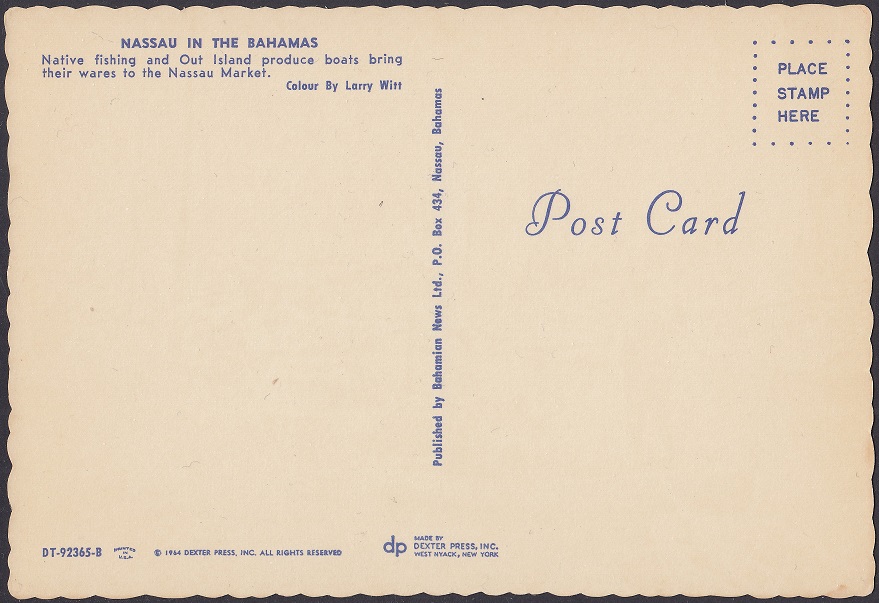 NASSAU IN THE BAHAMAS
Native fishing and Out Island produce boats bring
their wares to the Nassau Market.
Colour By Larry Witt
Published by Bahamian News Ltd., P.O. Box 434, Nassau, Bahamas
PLACE
STAMP
HERE
Post Card
DT-92365-B
PRINTED
IN
U.S.A.
© 1964 DEXTER PRESS, INC. ALL RIGHTS RESERVED
dp
MADE BY
DEXTER PRESS, INC.
WEST NYACK, NEW YORK